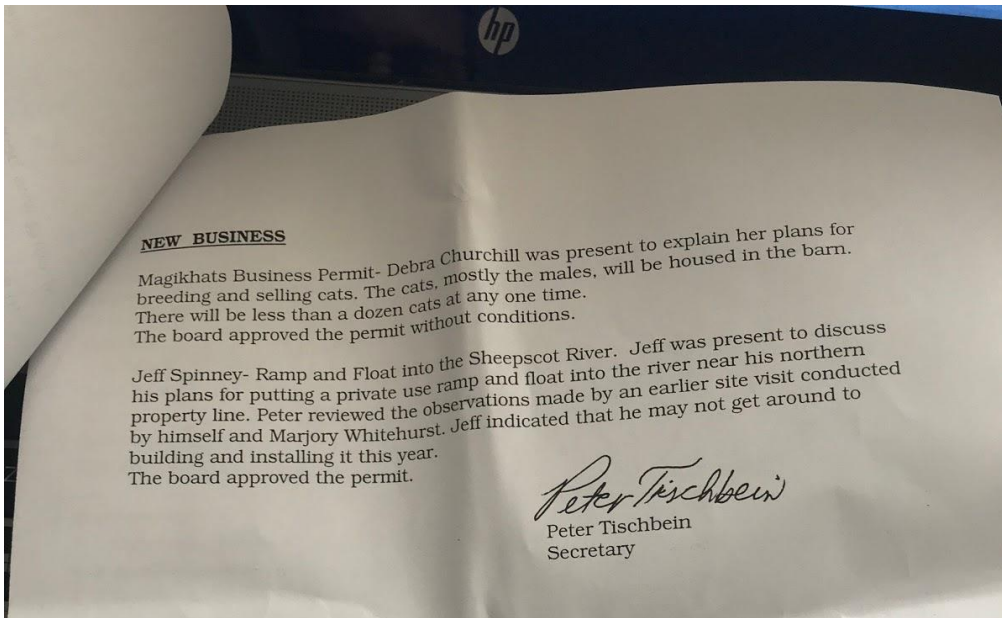 hp
NEW BUSINESS
Magikhats Business Permit- Debra Churchill was present to explain her plans for
breeding and selling cats. The cats, mostly the males, will be housed in the barn.
There will be less than a dozen cats at any one time.
The board approved the permit without conditions.
Jeff Spinney- Ramp and Float into the Sheepscot River. Jeff was present to discuss
his plans for putting a private use ramp and float into the river near his northern
property line. Peter reviewed the observations made by an earlier site visit conducted
by himself and Marjory Whitehurst. Jeff indicated that he may not get around to
building and installing it this year.
The board approved the permit.
Peter Tischbein
Peter Tischbein
Secretary